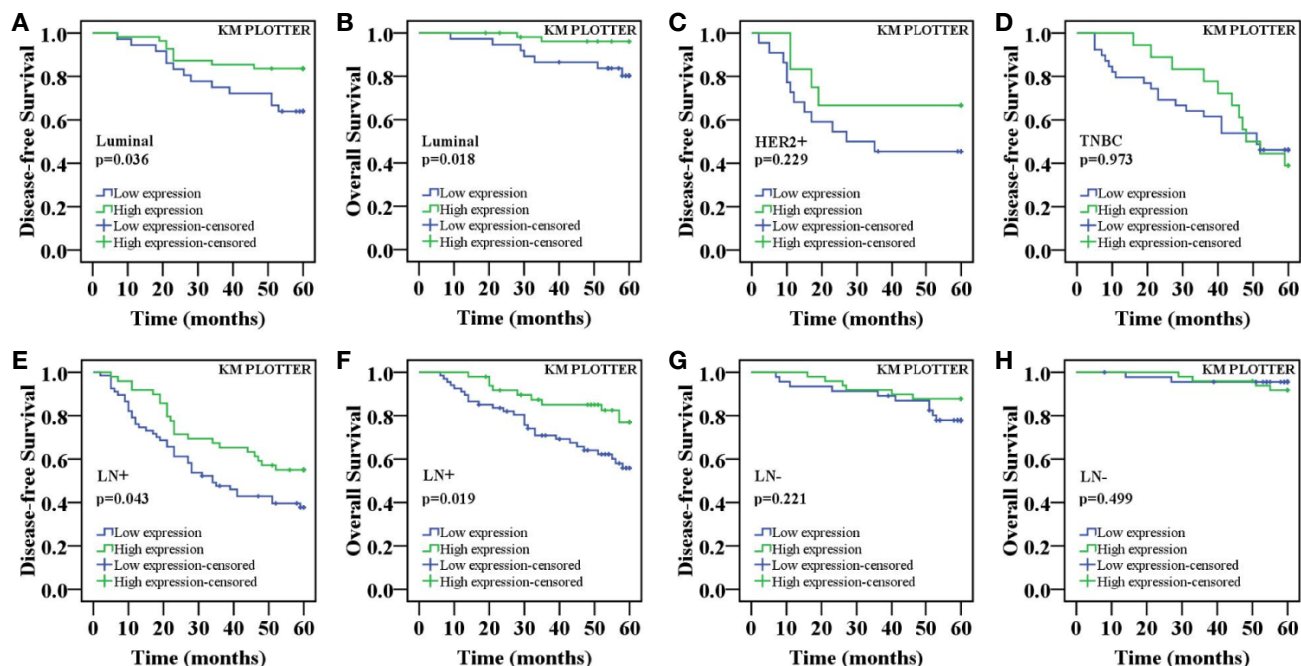 A
KM PLOTTER
Disease-free Survival
1.0
0.8
0.6
0.4
0.2
0.0
Luminal
p=0.036
Low expression
High expression
Low expression-censored
High expression-censored
0 10 20 30 40 50 60
Time (months)
B
KM PLOTTER
Overall Survival
1.0
0.8
0.6
0.4
0.2
0.0
Luminal
p=0.018
Low expression
High expression
Low expression-censored
High expression-censored
0 10 20 30 40 50 60
Time (months)
C
KM PLOTTER
Disease-free Survival
1.0
0.8
0.6
0.4
0.2
0.0
HER2+
p=0.229
Low expression
High expression
Low expression-censored
High expression-censored
0 10 20 30 40 50 60
Time (months)
D
KM PLOTTER
Disease-free Survival
1.0
0.8
0.6
0.4
0.2
0.0
TNBC
p=0.973
Low expression
High expression
Low expression-censored
High expression-censored
0 10 20 30 40 50 60
Time (months)
E
KM PLOTTER
Disease-free Survival
1.0
0.8
0.6
0.4
0.2
0.0
LN+
p=0.043
Low expression
High expression
Low expression-censored
High expression-censored
0 10 20 30 40 50 60
Time (months)
F
KM PLOTTER
Overall Survival
1.0
0.8
0.6
0.4
0.2
0.0
LN+
p=0.019
Low expression
High expression
Low expression-censored
High expression-censored
0 10 20 30 40 50 60
Time (months)
G
KM PLOTTER
Disease-free Survival
1.0
0.8
0.6
0.4
0.2
0.0
LN-
p=0.221
Low expression
High expression
Low expression-censored
High expression-censored
0 10 20 30 40 50 60
Time (months)
H
KM PLOTTER
Overall Survival
1.0
0.8
0.6
0.4
0.2
0.0
LN-
p=0.499
Low expression
High expression
Low expression-censored
High expression-censored
0 10 20 30 40 50 60
Time (months)